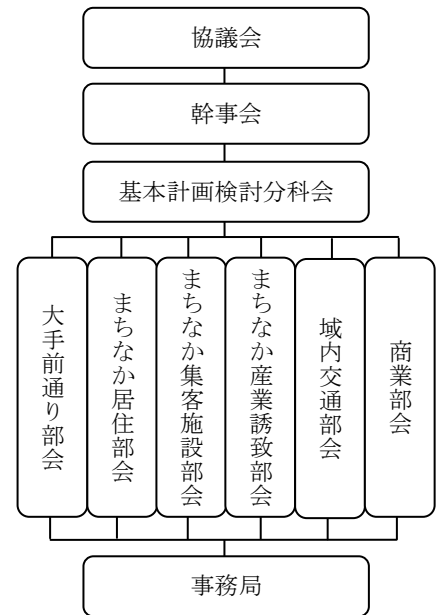 協議会
幹事会
基本計画検討分科会
大手前通り部会
まちなか居住部会
まちなか集客施設部会
まちなか産業誘致部会
域内交通部会
商業部会
事務局